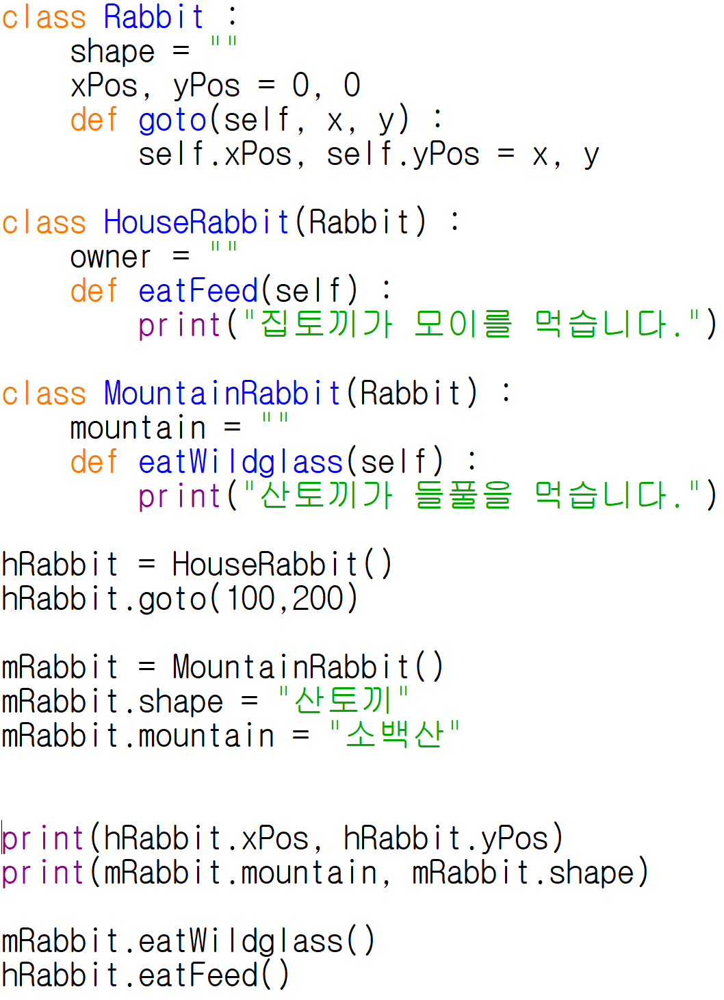 class Rabbit :
    shape = ""
    xPos, yPos = 0, 0
    def goto(self, x, y) :
        self.xPos, self.yPos = x, y

class HouseRabbit(Rabbit) :
    owner = ""
    def eatFeed(self) :
        print("집토끼가 모이를 먹습니다.")

class MountainRabbit(Rabbit) :
    mountain = ""
    def eatWildglass(self) :
        print("산토끼가 들풀을 먹습니다.")

hRabbit = HouseRabbit()
hRabbit.goto(100,200)

mRabbit = MountainRabbit()
mRabbit.shape = "산토끼"
mRabbit.mountain = "소백산"


print(hRabbit.xPos, hRabbit.yPos)
print(mRabbit.mountain, mRabbit.shape)

mRabbit.eatWildglass()
hRabbit.eatFeed()